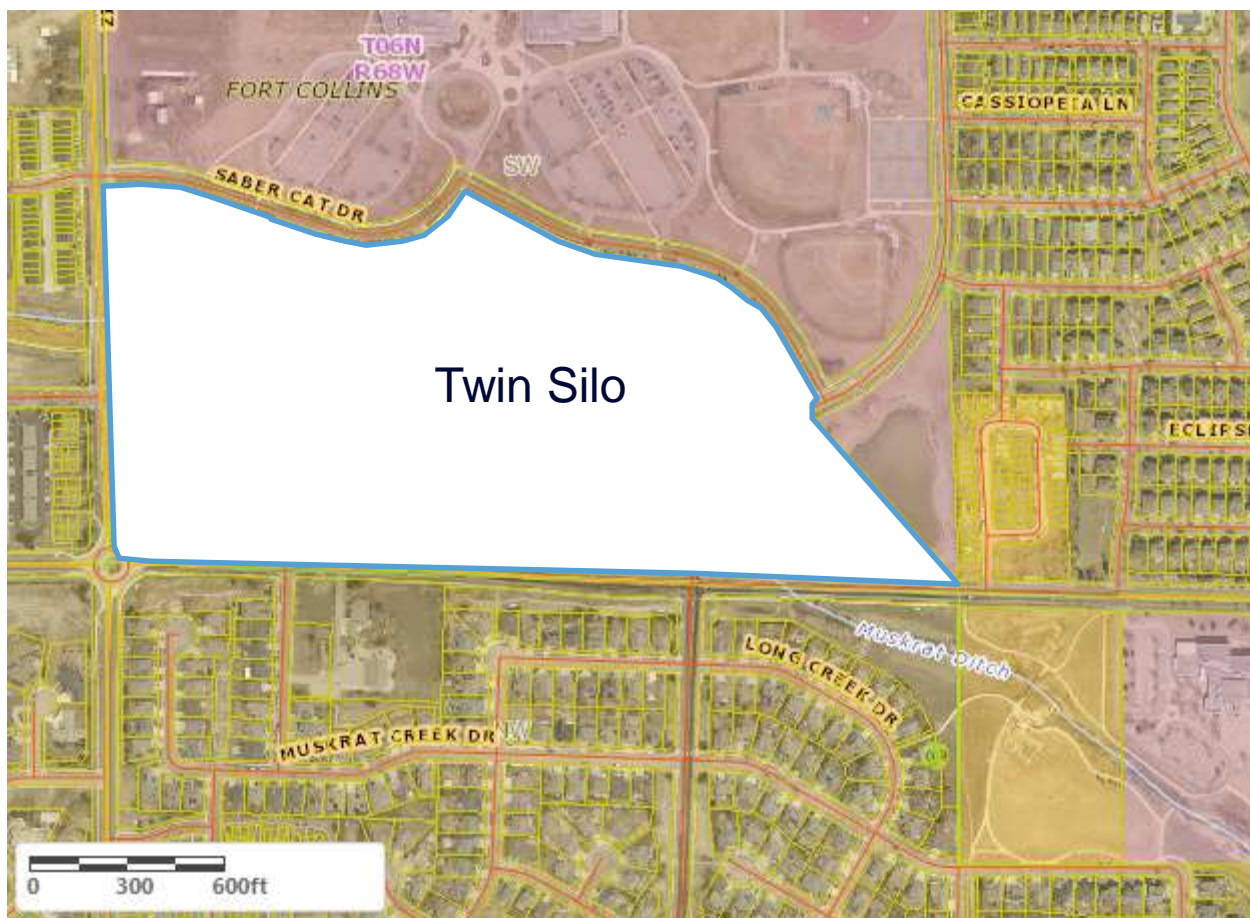 T06N
R68W
FORT COLLINS
CASSIOPEIA LN
SW
SABER CAT DR
Twin Silo
ECLIPS
Muskrat Ditch
LONG CREEK DR
MUSKRAT CREEK DR
0 300 600ft